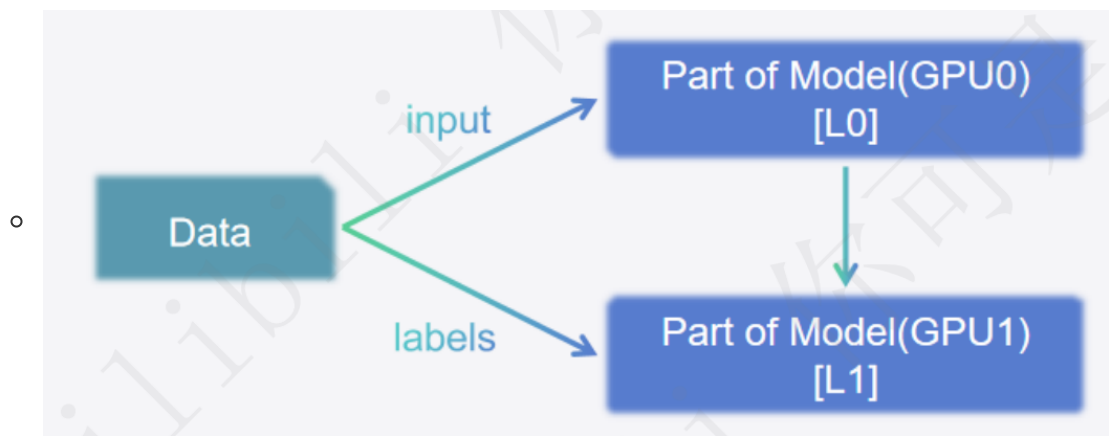 Part of Model(GPU0)
[L0]
input
Data
labels
Part of Model(GPU1)
[L1]